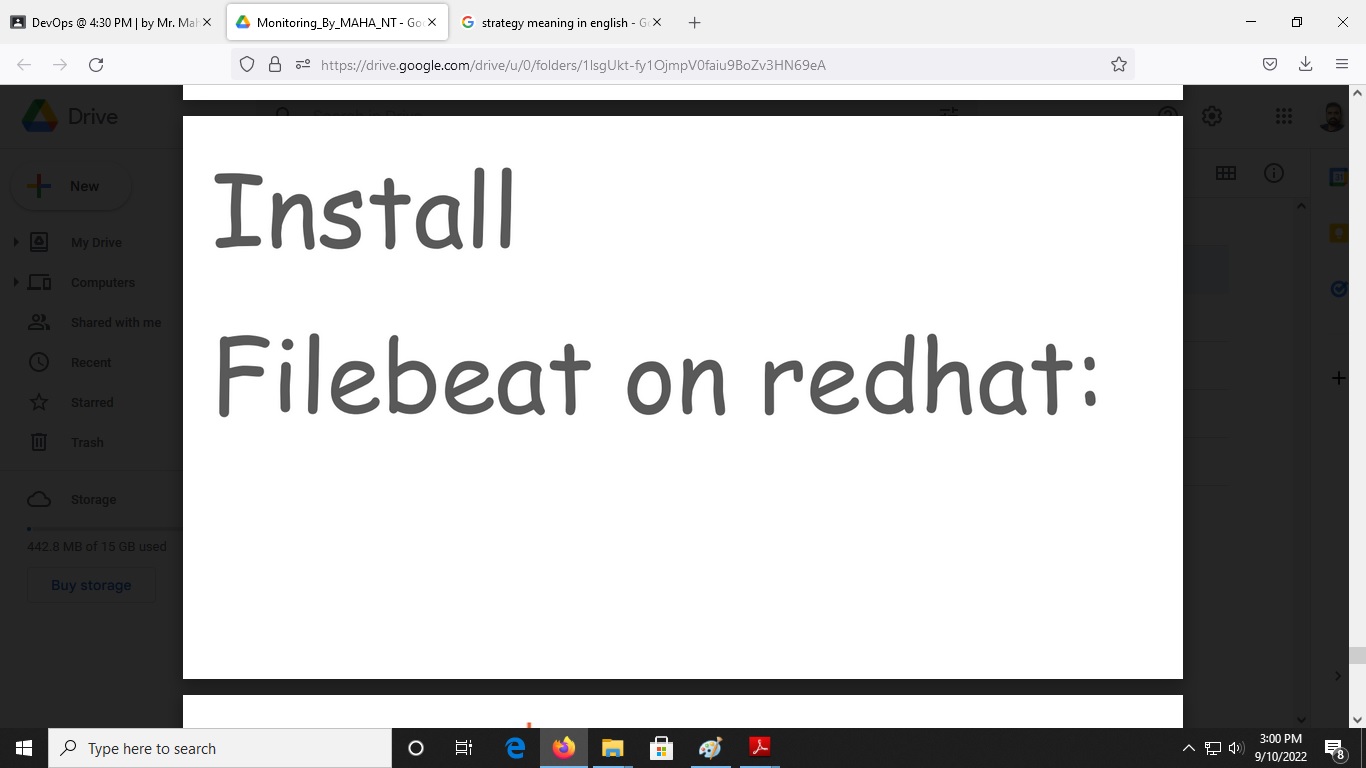 DevOps @ 4:30 PM | by Mr. Mah
Monitoring_By_MAHA_NT - Goo
strategy meaning in english - Go
https://drive.google.com/drive/u/0/folders/1lsgUkt-fy1OjmpV0faiu9BoZv3HN69eA
Drive
New
My Drive
Computers
Shared with me
Recent
Starred
Trash
Storage
442.8 MB of 15 GB used
Buy storage
Install
Filebeat on redhat:
Type here to search
3:00 PM
9/10/2022
8